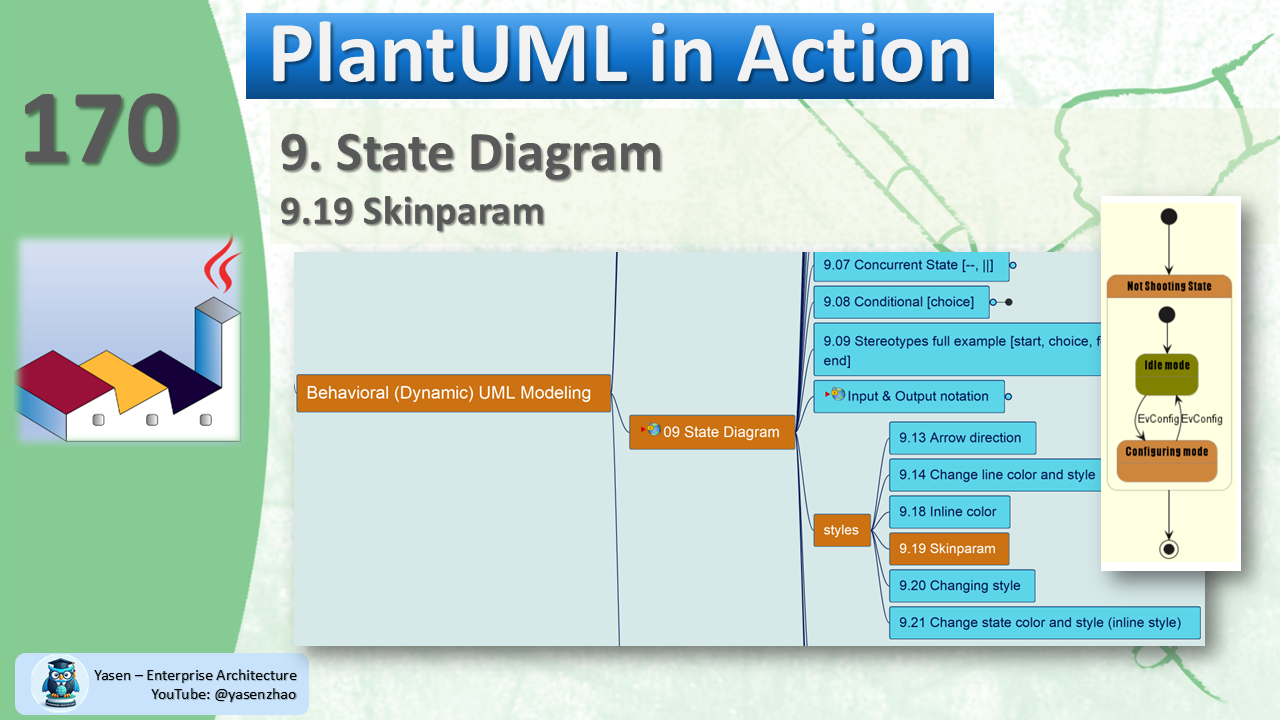 PlantUML in Action
170
9. State Diagram
9.19 Skinparam
9.07 Concurrent State [--, ||]
9.08 Conditional [choice]
9.09 Stereotypes full example [start, choice,
end]
Behavioral (Dynamic) UML Modeling
Input & Output notation
09 State Diagram
9.13 Arrow direction
9.14 Change line color and style
9.18 Inline color
styles
9.19 Skinparam
9.20 Changing style
9.21 Change state color and style (inline style)
Not Shooting State
Idle mode
EvConfig EvConfig
Configuring mode
Yasen – Enterprise Architecture
YouTube: @yasenzhao